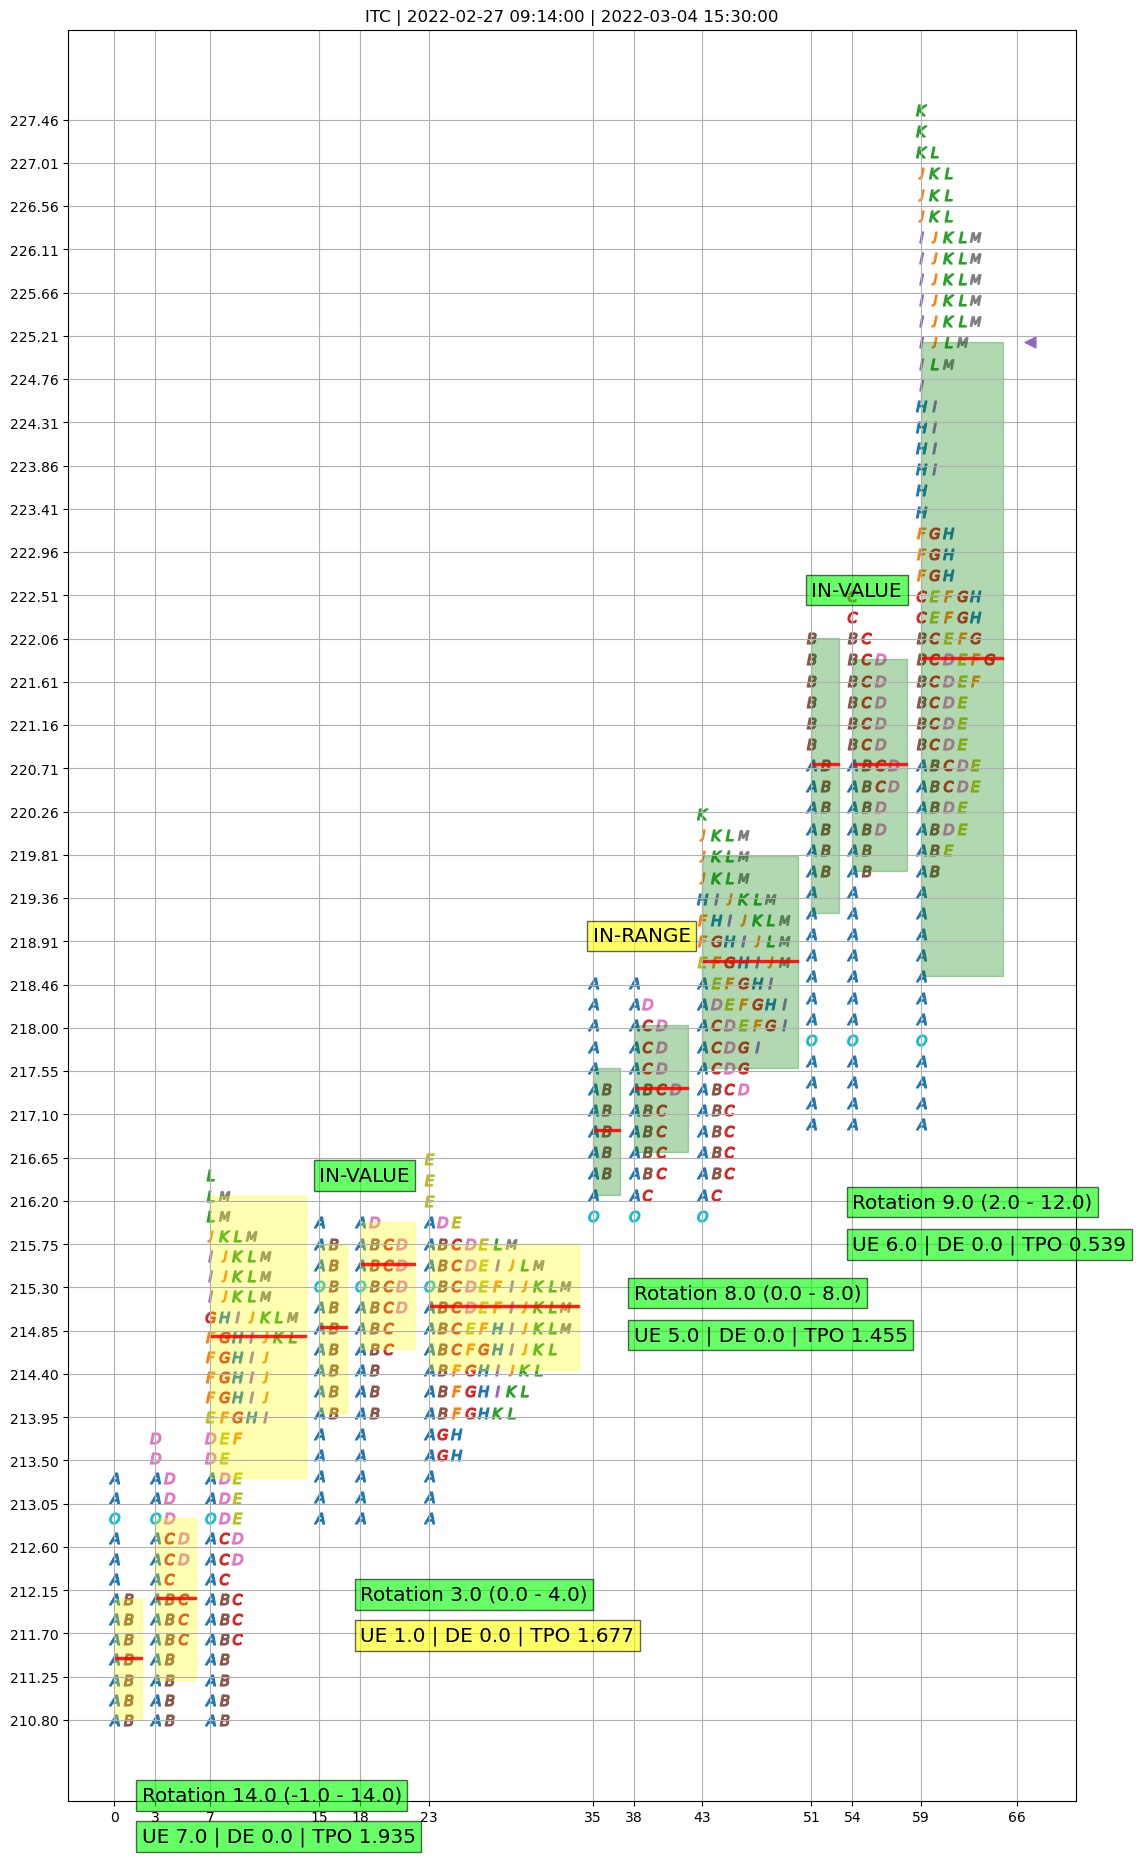 ITC | 2022-02-27 09:14:00 | 2022-03-04 15:30:00
K
227.46
K
K L
227.01
J K L
J K L
226.56
J K L
I J K L M
226.11
I J K L M
I J K L M
225.66
I J K L M
I J K L M
225.21
I J L M
I L M
224.76
I
H I
224.31
H I
H I
223.86
H I
H
223.41
H
F G H
222.96
F G H
F G H
222.51
IN-VALUE
C C E F G H
C C E F G H
222.06 B B C B C E F G
B B C D B C D E F G
221.61 B B C D B C D E F
B B C D B C D E
221.16 B B C D B C D E
B B C D B C D E
220.71 A B A B C D A B C D E
A B A B C D A B C D E
220.26 A B A B D A B D E
K
J K L M A B A B D A B D E
219.81 J K L M A B A B A B E
J K L M A B A B A B
219.36 H I J K L M A A A
F H I J K L M A A A
IN-RANGE
218.91 F G H I J L M A A A
E F G H I J M A A A
218.46 A A A E F G H I A A A
A A D A D E F G H I A A A
218.00 A A C D A C D E F G I A A A
A A C D A C D G I O O O
217.55 A A C D A C D G A A A
A B A B C D A B C D A A A
217.10 A B A B C A B C A A A
A B A B C A B C A A A
216.65 E A B A B C A B C
L E A B A B C A B C
IN-VALUE
216.20 L M E A A C A C
Rotation 9.0 (2.0 - 12.0)
L M A A D A D E O O O
J K L M A B A B C D A B C D E L M
215.75
UE 6.0 | DE 0.0 | TPO 0.539
I J K L M A B A B C D A B C D E I J L M
215.30 I J K L M O B O B C D O B C D E F I J K L M
Rotation 8.0 (0.0 - 8.0)
I J K L M A B A B C D A B C D E F I J K L M
G H I J K L M A B A B C A B C E F H I J K L M
214.85 F G H I J K L
UE 5.0 | DE 0.0 | TPO 1.455
F G H I J A B A B C A B C F G H I J K L
214.40 F G H I J A B A B A B F G H I J K L
F G H I J A B A B A B F G H I K L
213.95 E F G H I A B A B A B F G H K L
D D E F A A A G H
213.50 D D E A A A G H
A A D A D E A A A
213.05 A A D A D E A A A
O O D O D E A A A
212.60 A A C D A C D
A A C D A C D
A A C A C
212.15 A B A B C A B C
Rotation 3.0 (0.0 - 4.0)
A B A B C A B C
211.70 A B A B C A B C
UE 1.0 | DE 0.0 | TPO 1.677
A B A B A B
211.25 A B A B A B
A B A B A B
210.80 A B A B A B
Rotation 14.0 (-1.0 - 14.0)
0 3 7 15 18 23 35 38 43 51 54 59 66
UE 7.0 | DE 0.0 | TPO 1.935